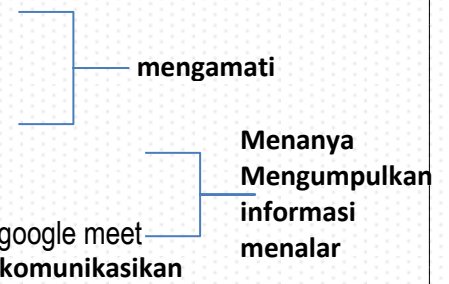 mengamati
Menanya
Mengumpulkan
informasi
menalar
google meet
komunikasikan